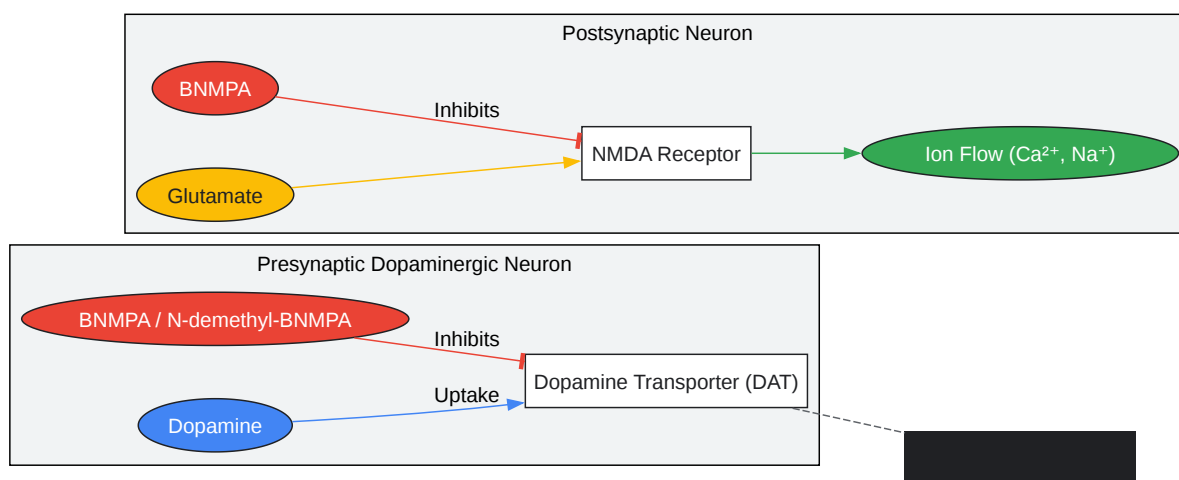 Postsynaptic Neuron
BNMPA
Inhibits
NMDA Receptor
Ion Flow (Ca²⁺, Na⁺)
Glutamate
Presynaptic Dopaminergic Neuron
BNMPA / N-demethyl-BNMPA
Inhibits
Dopamine Transporter (DAT)
Uptake
Dopamine